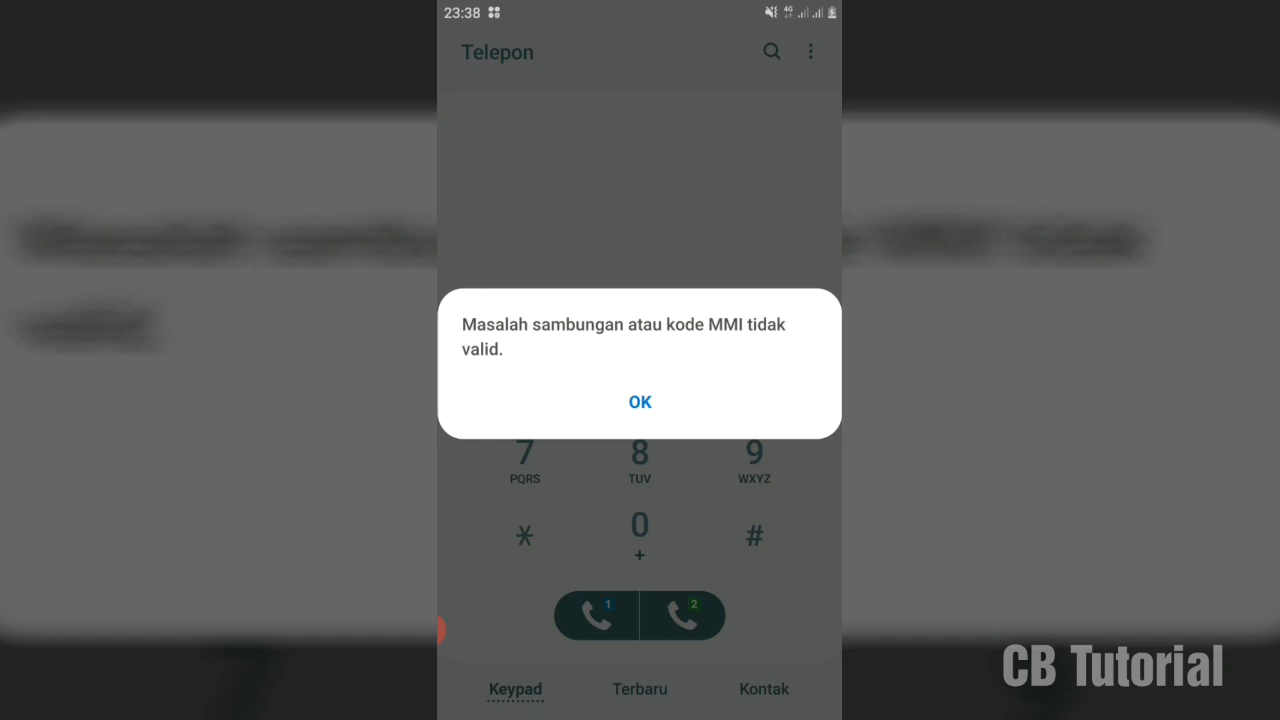 23:38
4G
Telepon
Masalah sambungan atau kode MMI tidak
valid.
OK
7 8 9
PQRS TUV WXYZ
* 0 #
+
1 2
CB Tutorial
Keypad Terbaru Kontak